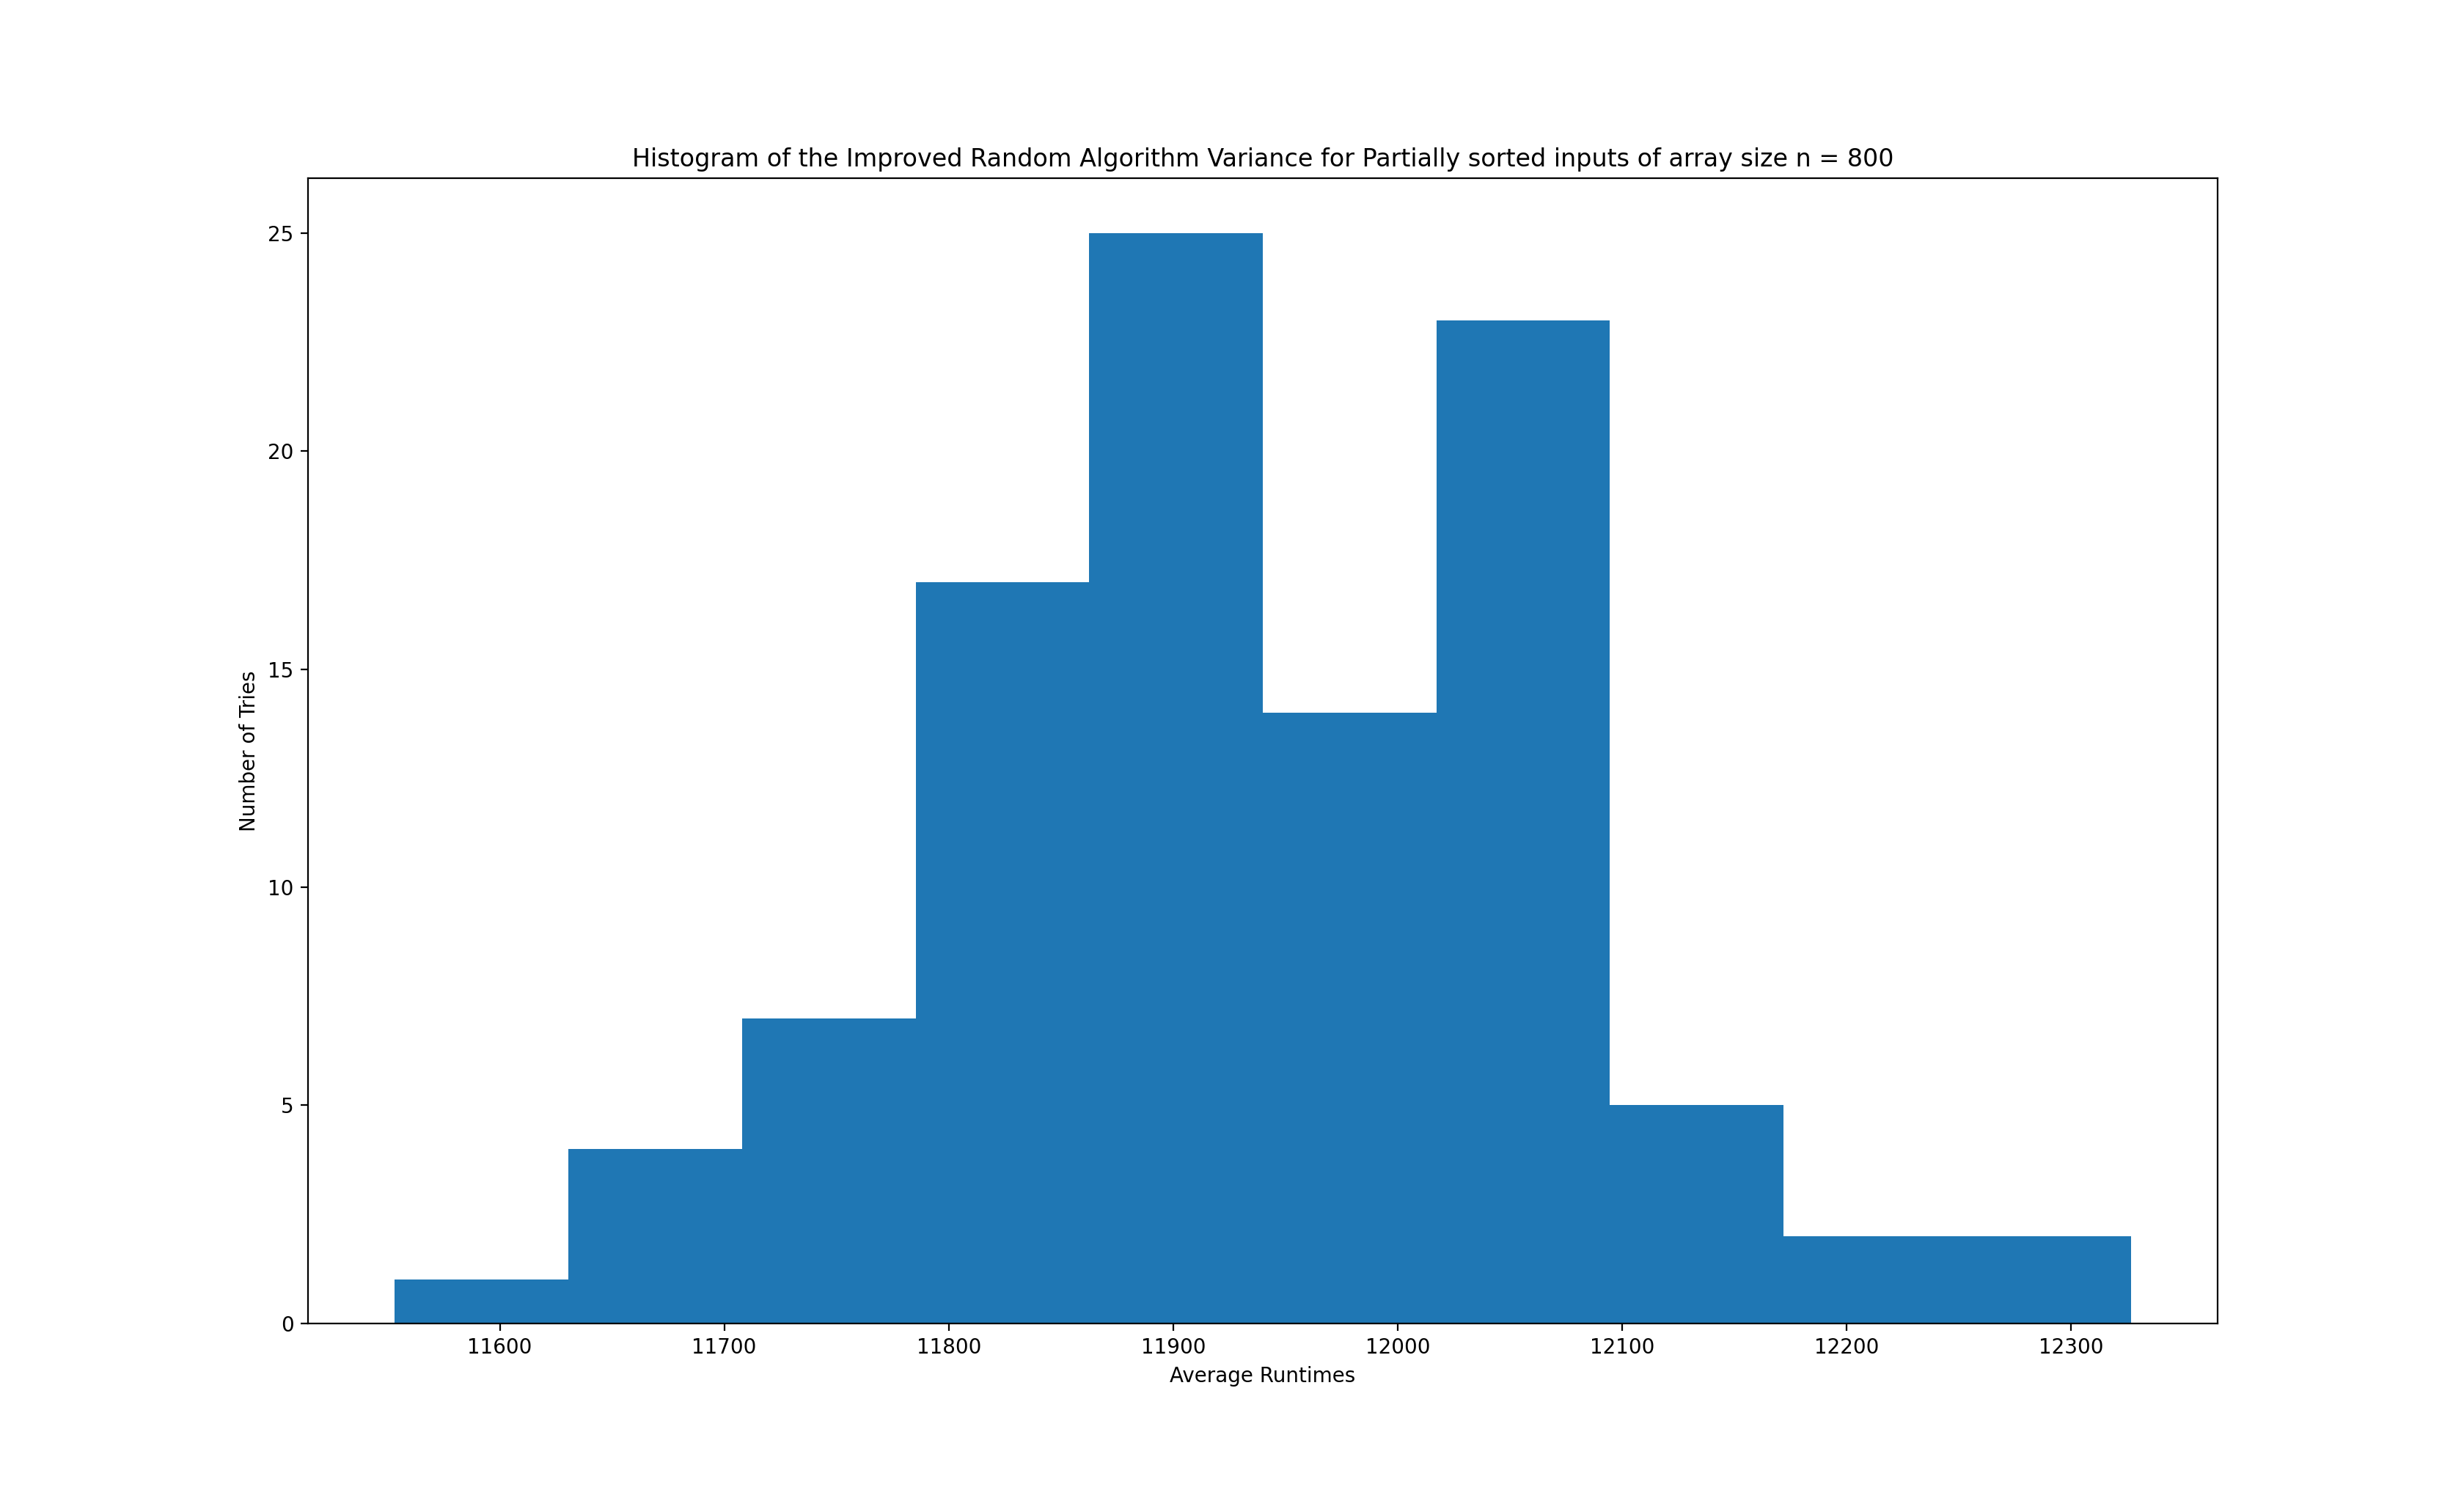 Histogram of the Improved Random Algorithm Variance for Partially sorted inputs of array size n = 800
25
20
15
10
5
0
Number of Tries
11600 11700 11800 11900 12000 12100 12200 12300
Average Runtimes